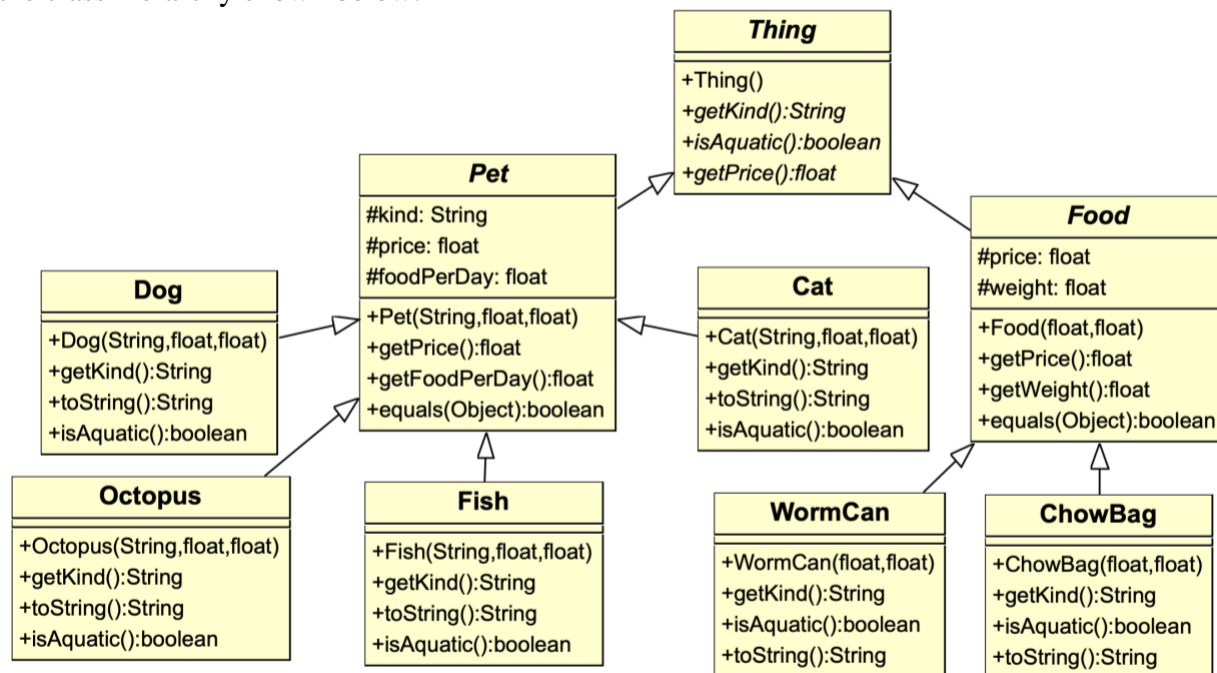 Thing
+Thing()
+getKind():String
+isAquatic():boolean
+getPrice():float
Pet
#kind: String
#price: float
#foodPerDay: float
+Pet(String,float,float)
+getPrice():float
+getFoodPerDay():float
+equals(Object):boolean
Food
#price: float
#weight: float
+Food(float,float)
+getPrice():float
+getWeight():float
+equals(Object):boolean
Dog
+Dog(String,float,float)
+getKind():String
+toString():String
+isAquatic():boolean
Cat
+Cat(String,float,float)
+getKind():String
+toString():String
+isAquatic():boolean
Octopus
+Octopus(String,float,float)
+getKind():String
+toString():String
+isAquatic():boolean
Fish
+Fish(String,float,float)
+getKind():String
+toString():String
+isAquatic():boolean
WormCan
+WormCan(float,float)
+getKind():String
+isAquatic():boolean
+toString():String
ChowBag
+ChowBag(float,float)
+getKind():String
+isAquatic():boolean
+toString():String